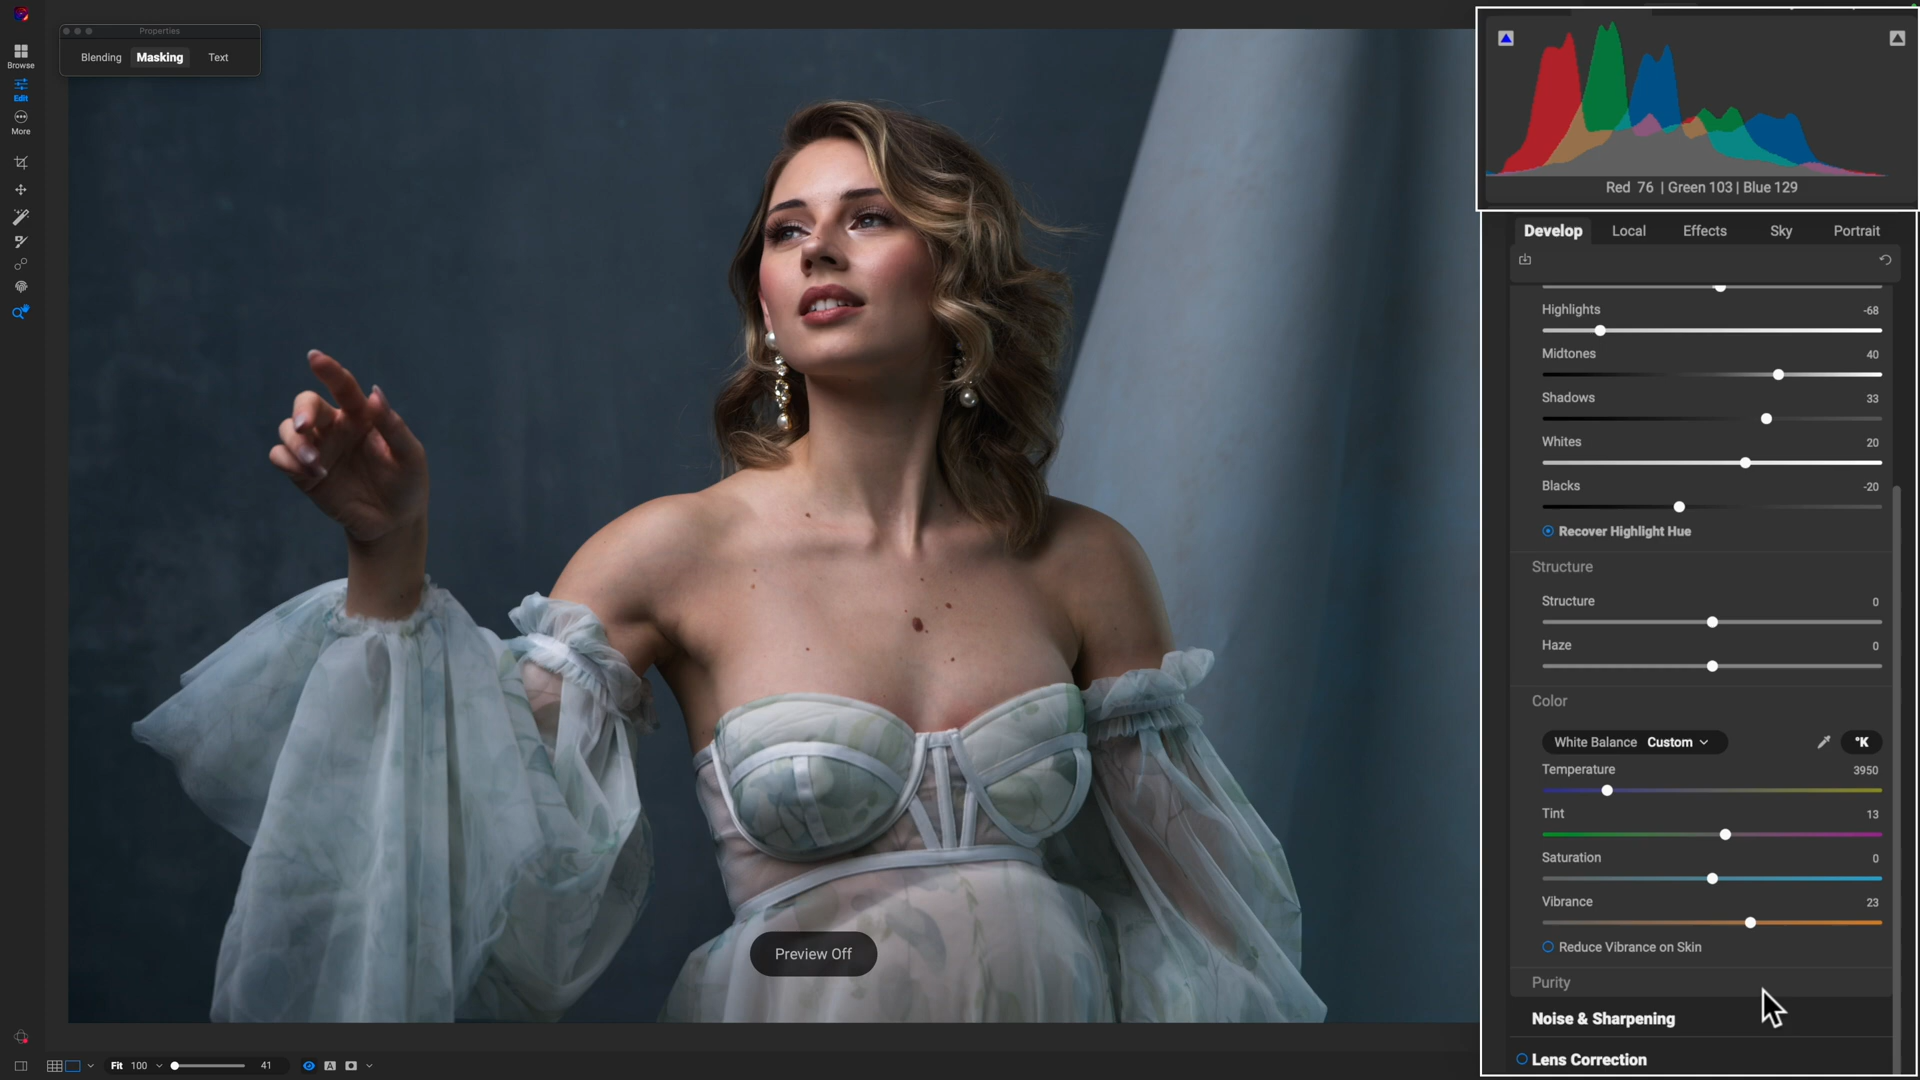 Properties
Blending Masking Text
Browse
Edit
More
Red 76 | Green 103 | Blue 129
Develop Local Effects Sky Portrait
Highlights -68
Midtones 40
Shadows 33
Whites 20
Blacks -20
Recover Highlight Hue
Structure
Structure 0
Haze 0
Color
White Balance Custom °K
Temperature 3950
Tint 13
Saturation 0
Vibrance 23
Reduce Vibrance on Skin
Purity
Noise & Sharpening
Lens Correction
Preview Off
Fit 100 41 A